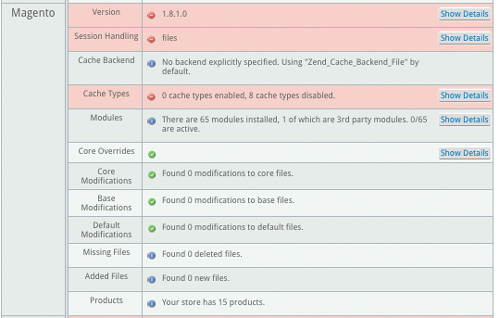 Magento
Version 1.8.1.0 Show Details
Session Handling files Show Details
Cache Backend No backend explicitly specified. Using "Zend_Cache_Backend_File" by
default.
Cache Types 0 cache types enabled, 8 cache types disabled. Show Details
Modules There are 65 modules installed, 1 of which are 3rd party modules. 0/65 Show Details
are active.
Core Overrides Show Details
Core
Modifications Found 0 modifications to core files.
Base
Modifications Found 0 modifications to base files.
Default
Modifications Found 0 modifications to default files.
Missing Files Found 0 deleted files.
Added Files Found 0 new files.
Products Your store has 15 products.